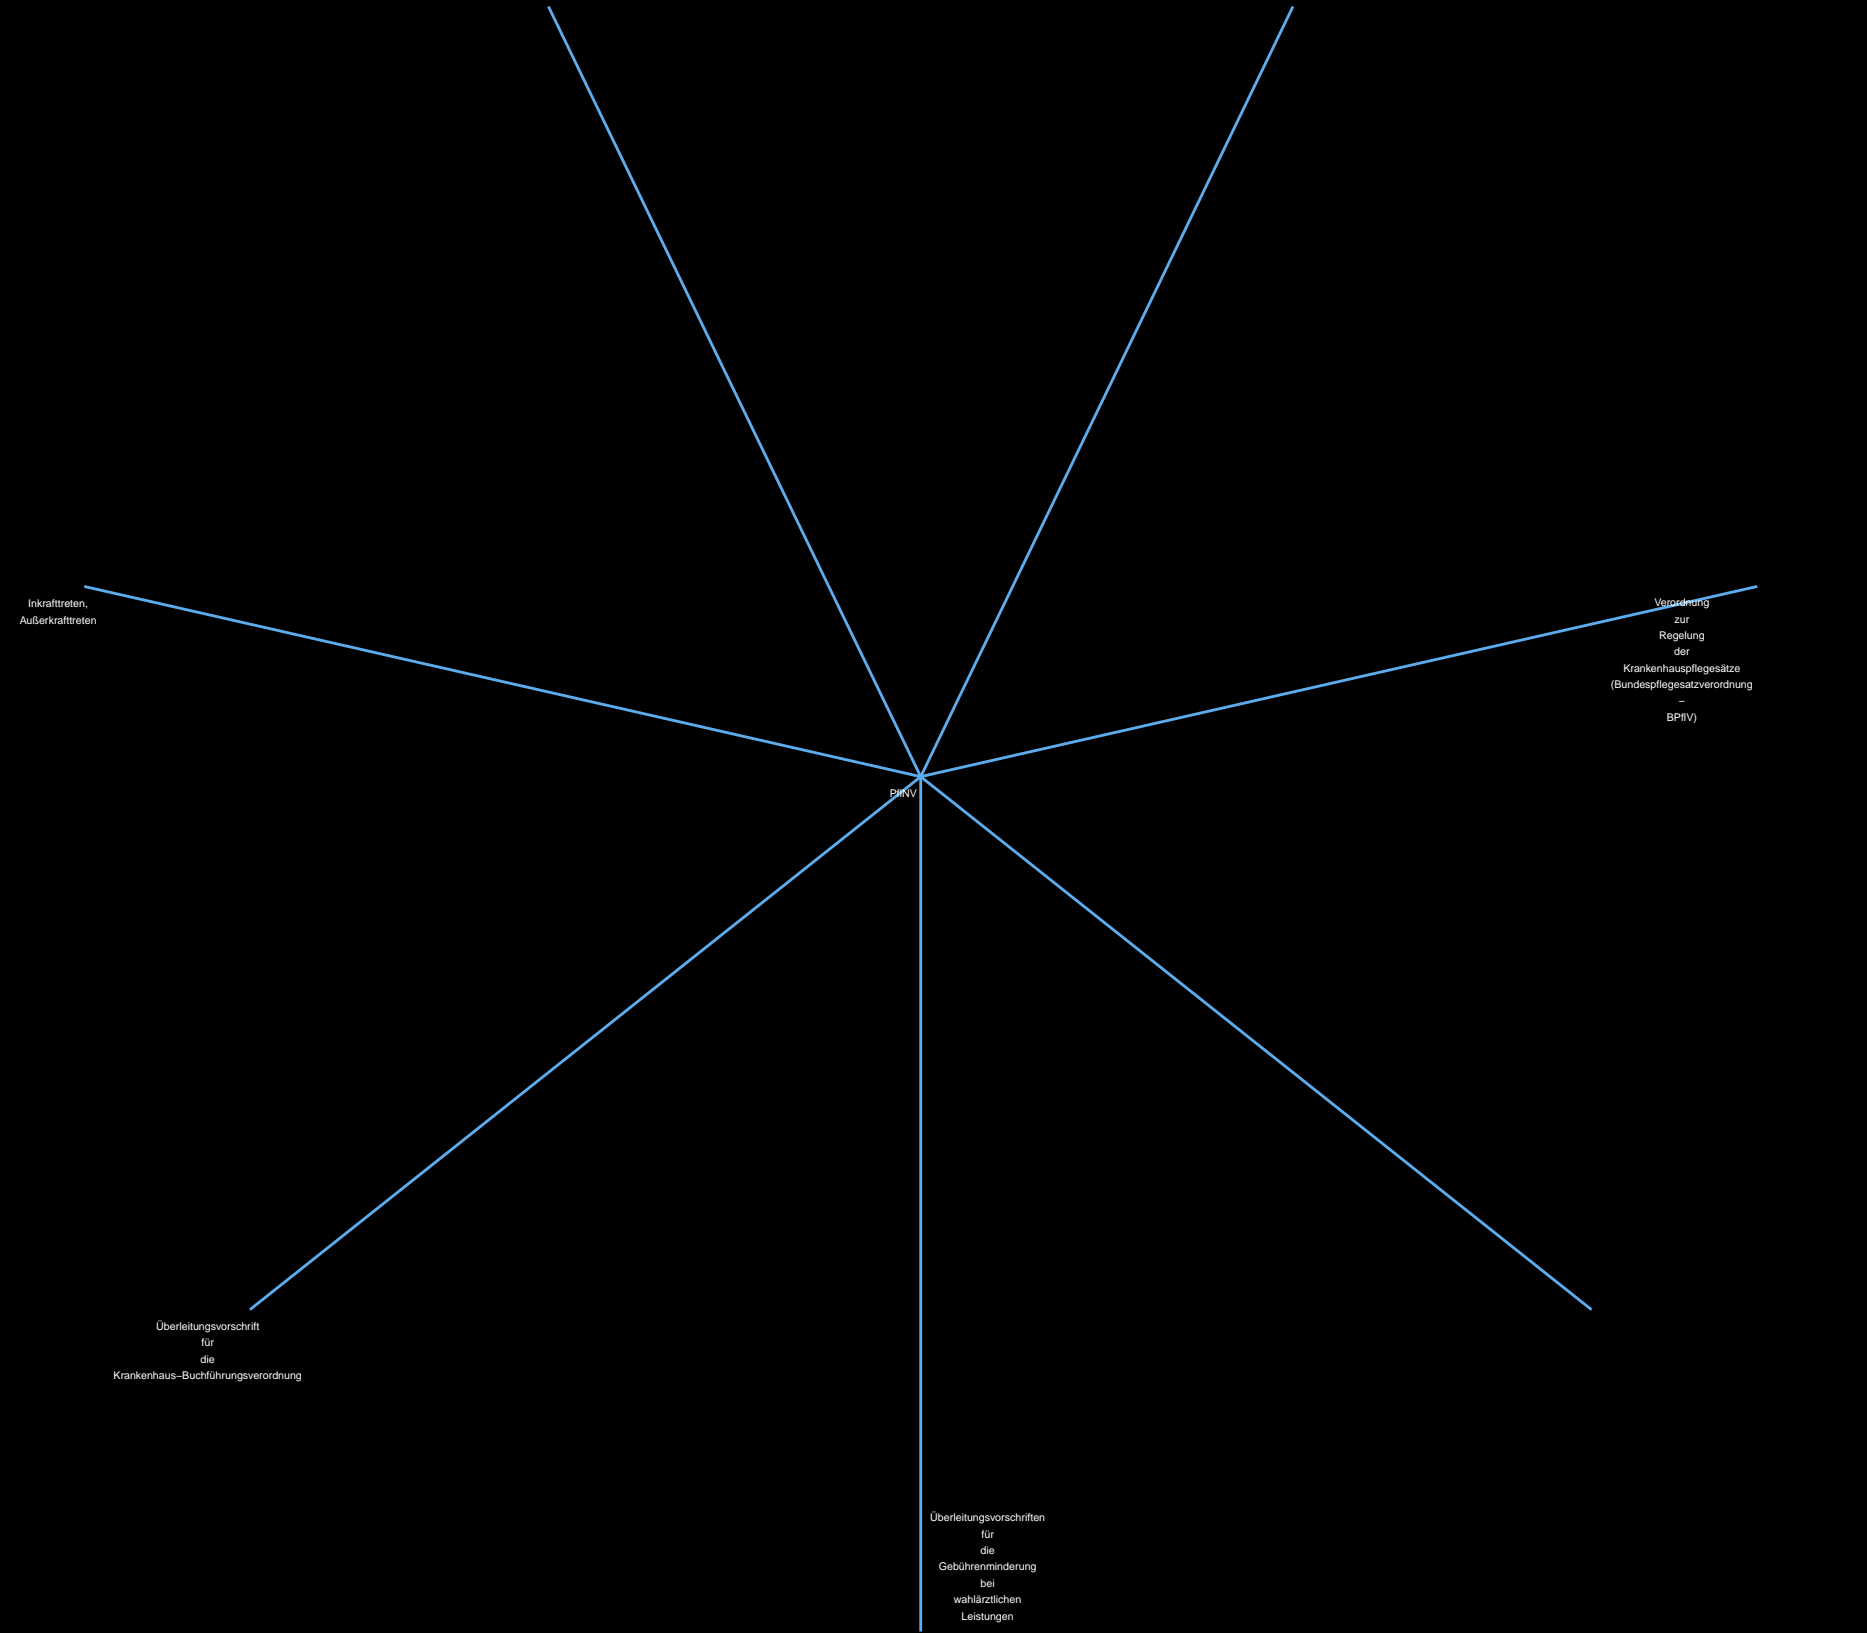 Inkrafttreten,
Außerkrafttreten
Verordnung
zur
Regelung
der
Krankenhauspflegesätze
(Bundespflegesatzverordnung
–
BPflV)
PflNV
Überleitungsvorschrift
für
die
Krankenhaus–Buchführungsverordnung
Überleitungsvorschriften
für
die
Gebührenminderung
bei
wahlärztlichen
Leistungen